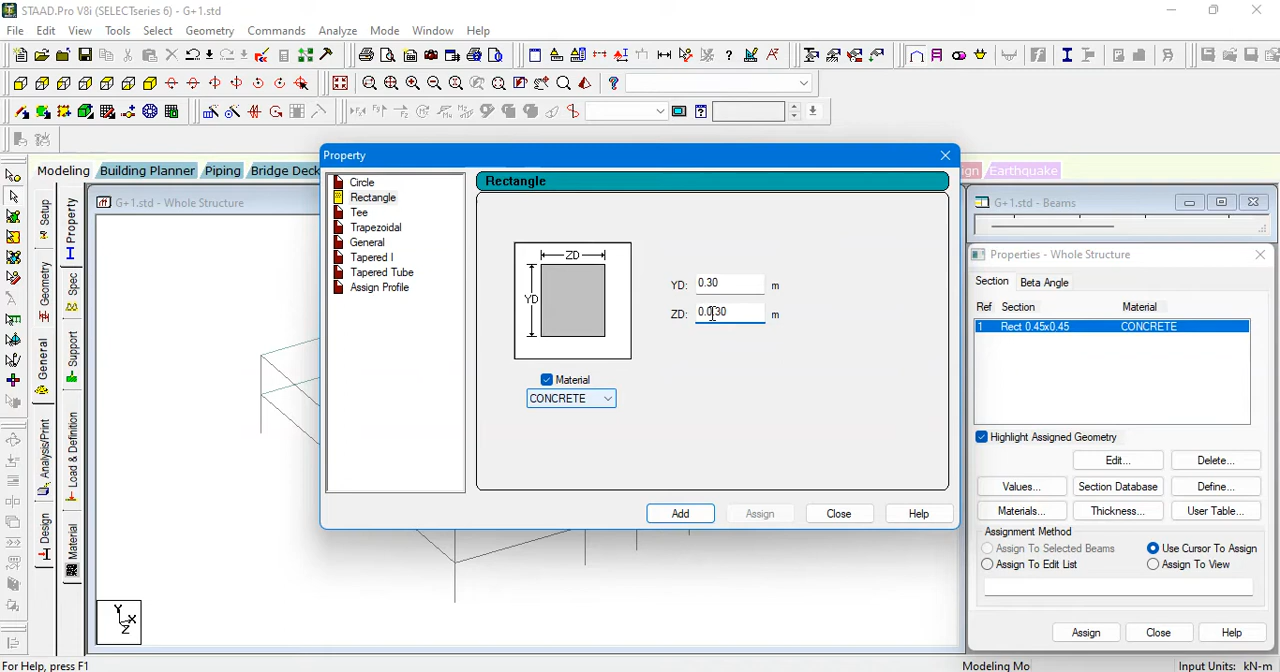 STAAD.Pro V8i (SELECTseries 6) - G+1.std
File Edit View Tools Select Geometry Commands Analyze Mode Window Help
Modeling Building Planner Piping Bridge Deck Earthquake
G+1.std - Whole Structure
G+1.std - Beams
Property
Circle
Rectangle
Tee
Trapezoidal
General
Tapered I
Tapered Tube
Assign Profile
Rectangle
ZD
YD
YD: 0.30 m
ZD: 0.030 m
Material
CONCRETE
Add Assign Close Help
Properties - Whole Structure
Section Beta Angle
Ref Section Material
1 Rect 0.45x0.45 CONCRETE
Highlight Assigned Geometry
Edit... Delete...
Values... Section Database Define...
Materials... Thickness... User Table...
Assignment Method
Assign To Selected Beams Use Cursor To Assign
Assign To Edit List Assign To View
Assign Close Help
Setup
Geometry
General
Analysis/Print
Design
Property
Spec
Support
Load & Definition
Material
Y
X
Z
For Help, press F1
Modeling Mo Input Units: kN-m